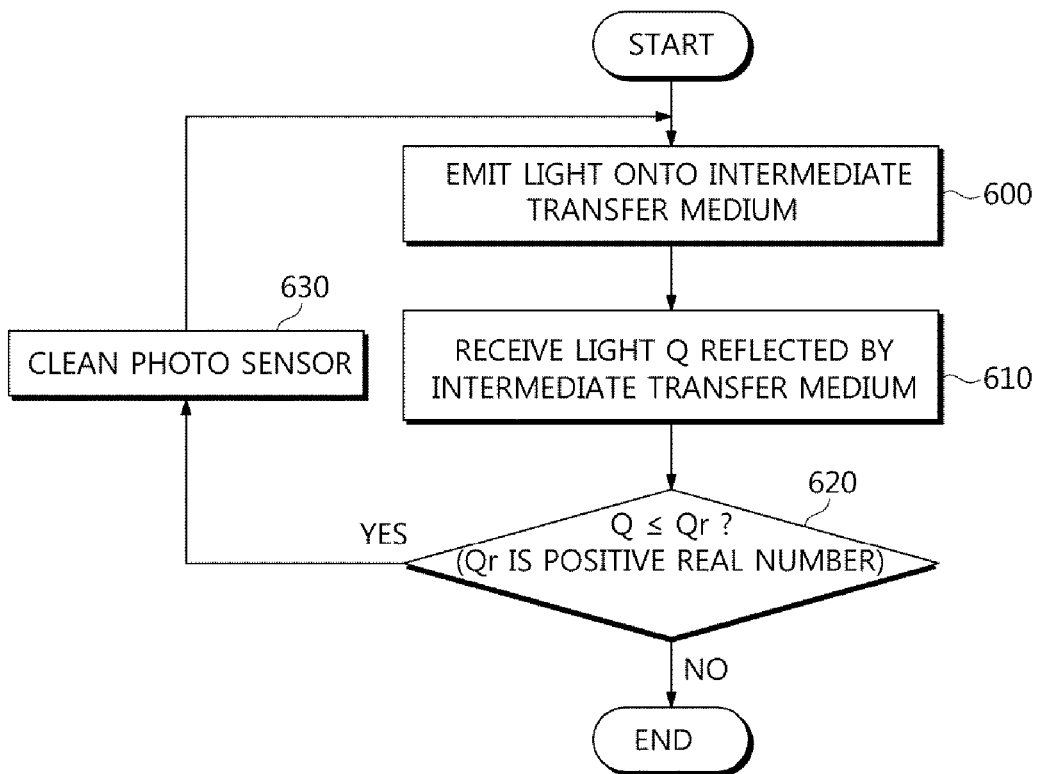 START
EMIT LIGHT ONTO INTERMEDIATE
TRANSFER MEDIUM
600
630
CLEAN PHOTO SENSOR
RECEIVE LIGHT Q REFLECTED BY
INTERMEDIATE TRANSFER MEDIUM
610
620
YES
Q ≤ Qr ?
(Qr IS POSITIVE REAL NUMBER)
NO
END